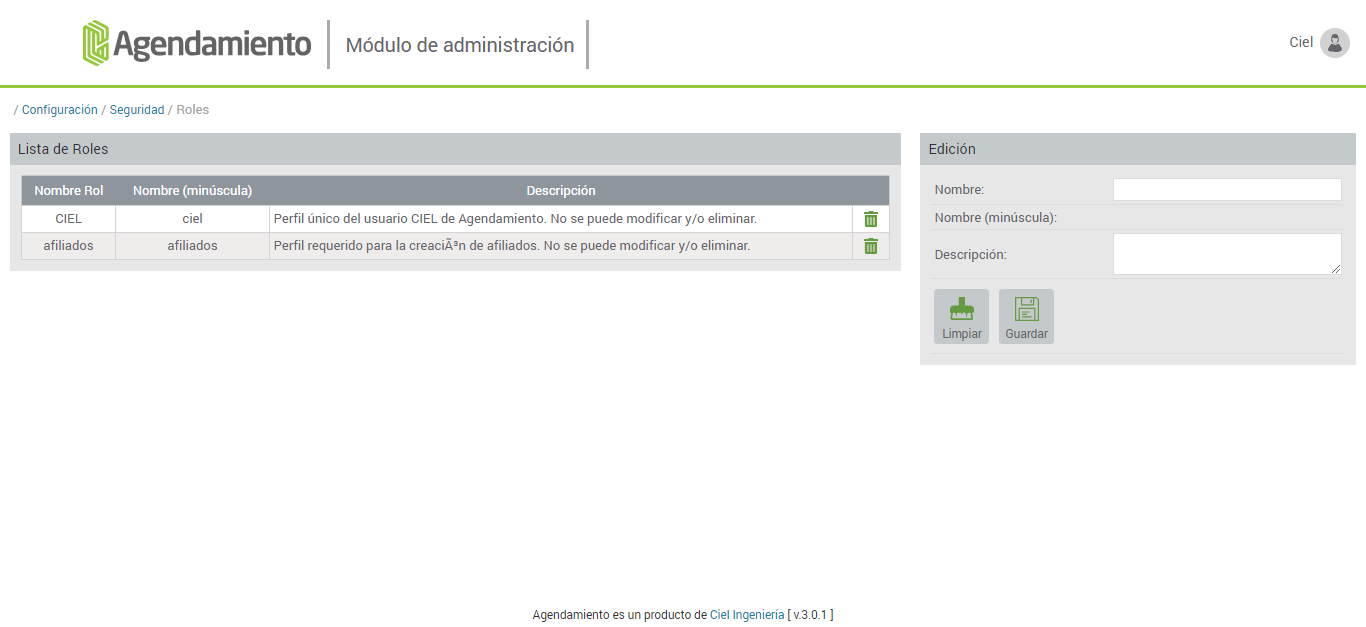 Agendamiento
Módulo de administración
Ciel
/ Configuración / Seguridad / Roles
Lista de Roles
Nombre Rol Nombre (minúscula) Descripción
CIEL ciel Perfil único del usuario CIEL de Agendamiento. No se puede modificar y/o eliminar.
afiliados afiliados Perfil requerido para la creaciÃ³n de afiliados. No se puede modificar y/o eliminar.
Edición
Nombre:
Nombre (minúscula):
Descripción:
Limpiar Guardar
Agendamiento es un producto de Ciel Ingeniería [ v.3.0.1 ]